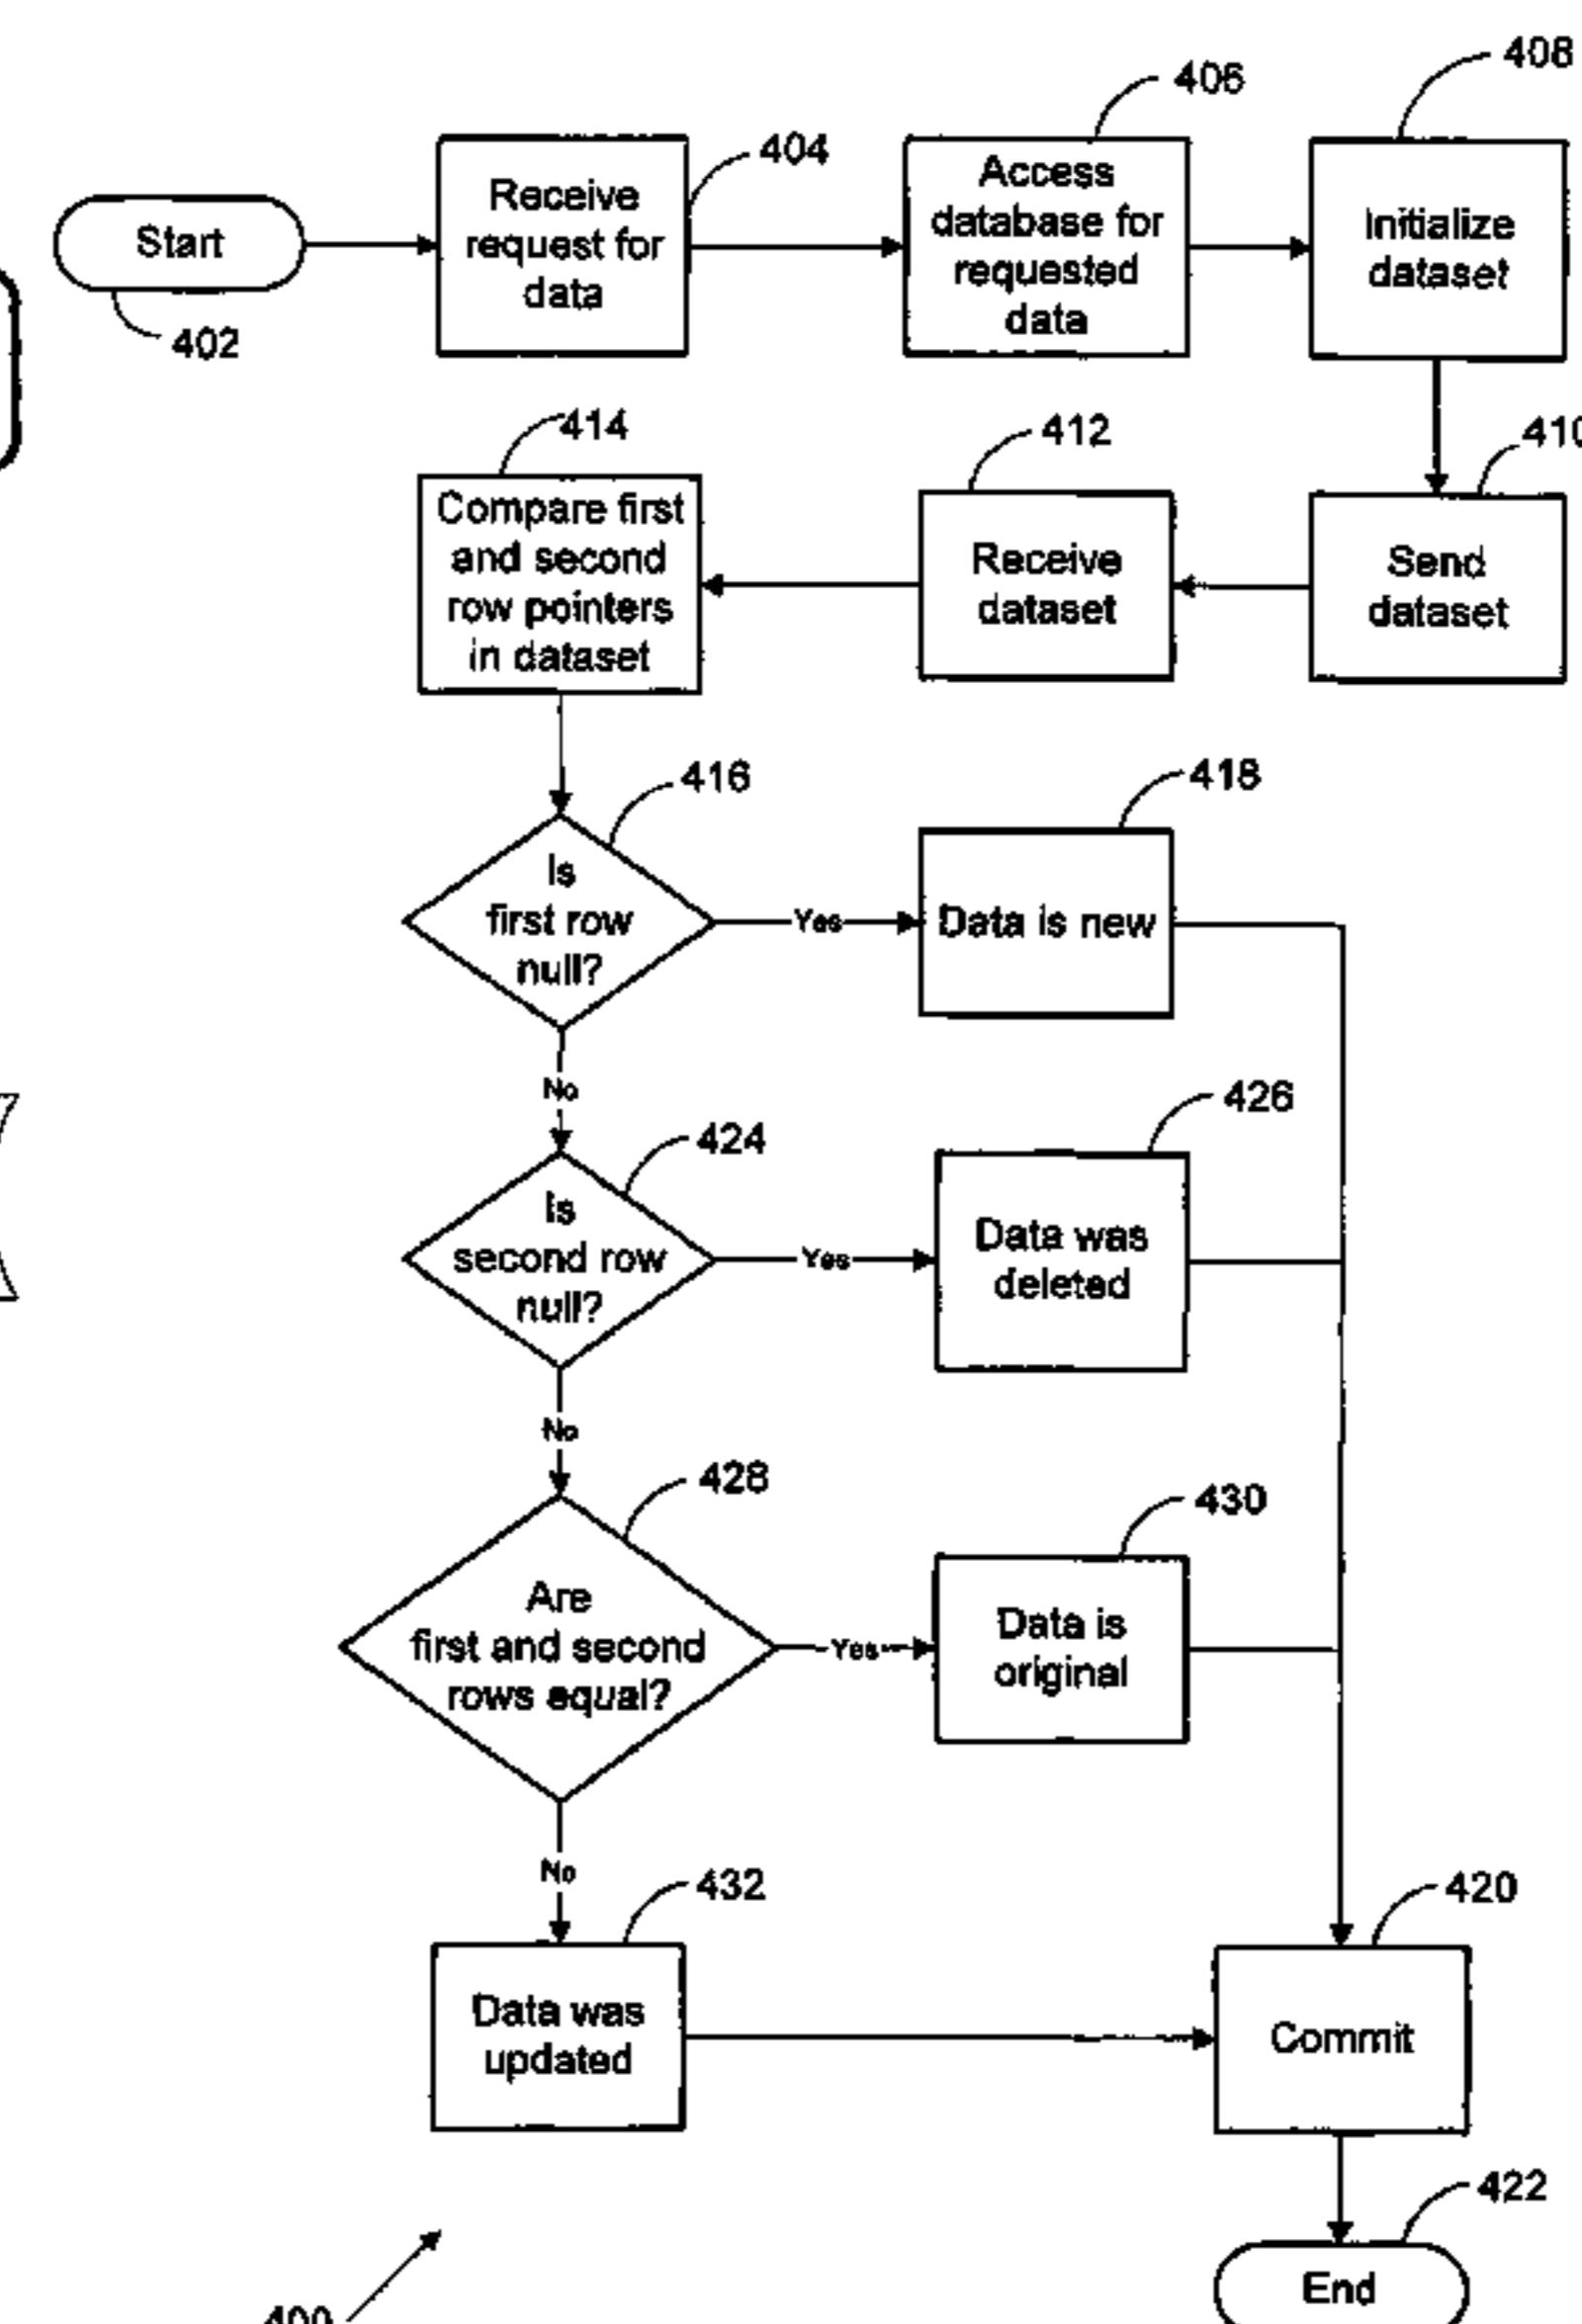 408
406
404
Receive
request for
data
Access
database for
requested
data
Initialize
dataset
Start
402
414
412
410
Compare first
and second
row pointers
in dataset
Receive
dataset
Send
dataset
416
418
Is
first row
null?
Yes
Data is new
No
424
426
Is
second row
null?
Yes
Data was
deleted
No
428
430
Are
first and second
rows equal?
Yes
Data is
original
No
432
420
Data was
updated
Commit
422
End
400